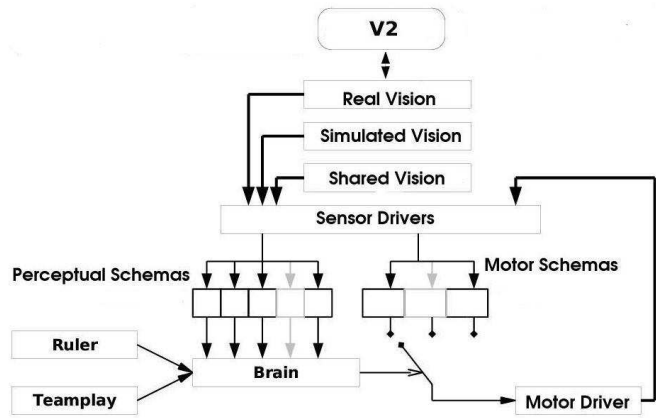 V2
Real Vision
Simulated Vision
Shared Vision
Sensor Drivers
Perceptual Schemas
Motor Schemas
Ruler
Brain
Teamplay
Motor Driver